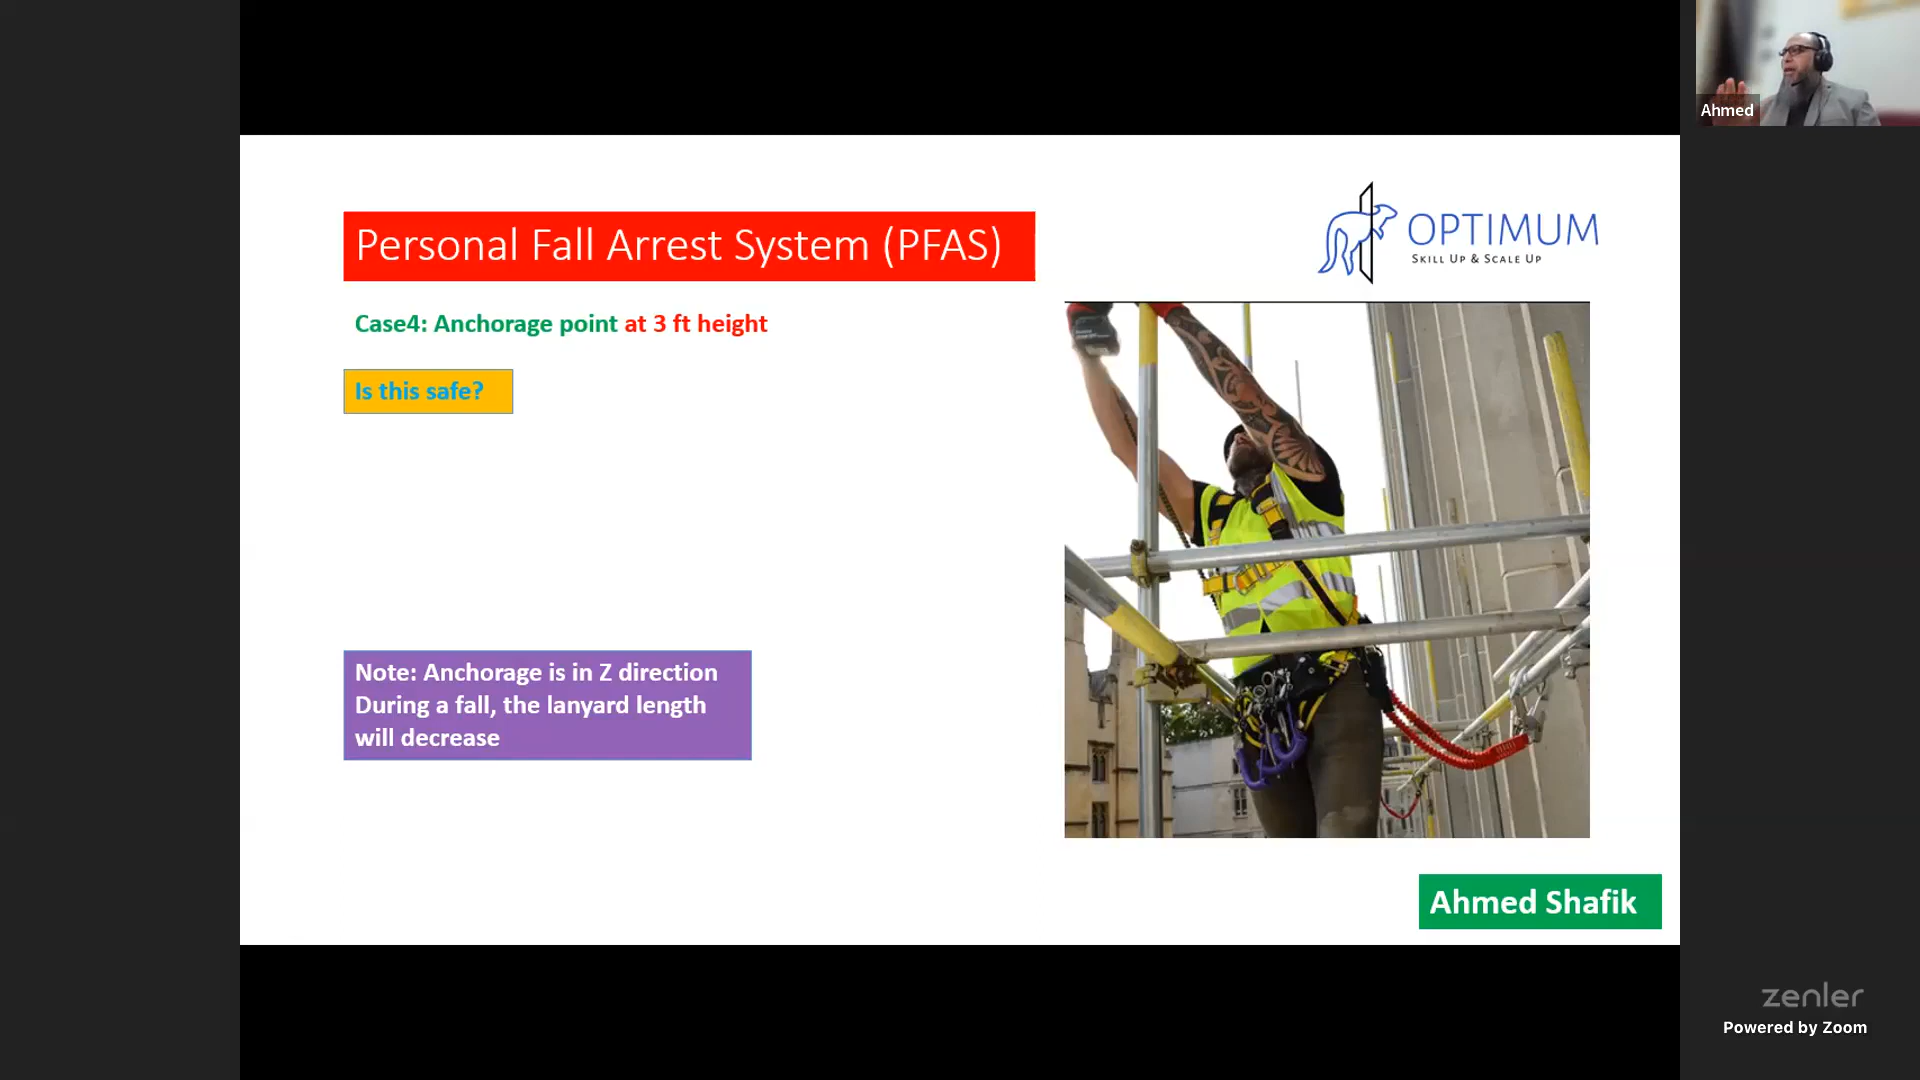 Ahmed
Personal Fall Arrest System (PFAS)
OPTIMUM
SKILL UP & SCALE UP
Case4: Anchorage point at 3 ft height
Is this safe?
Note: Anchorage is in Z direction
During a fall, the lanyard length
will decrease
Ahmed Shafik
zenler
Powered by Zoom